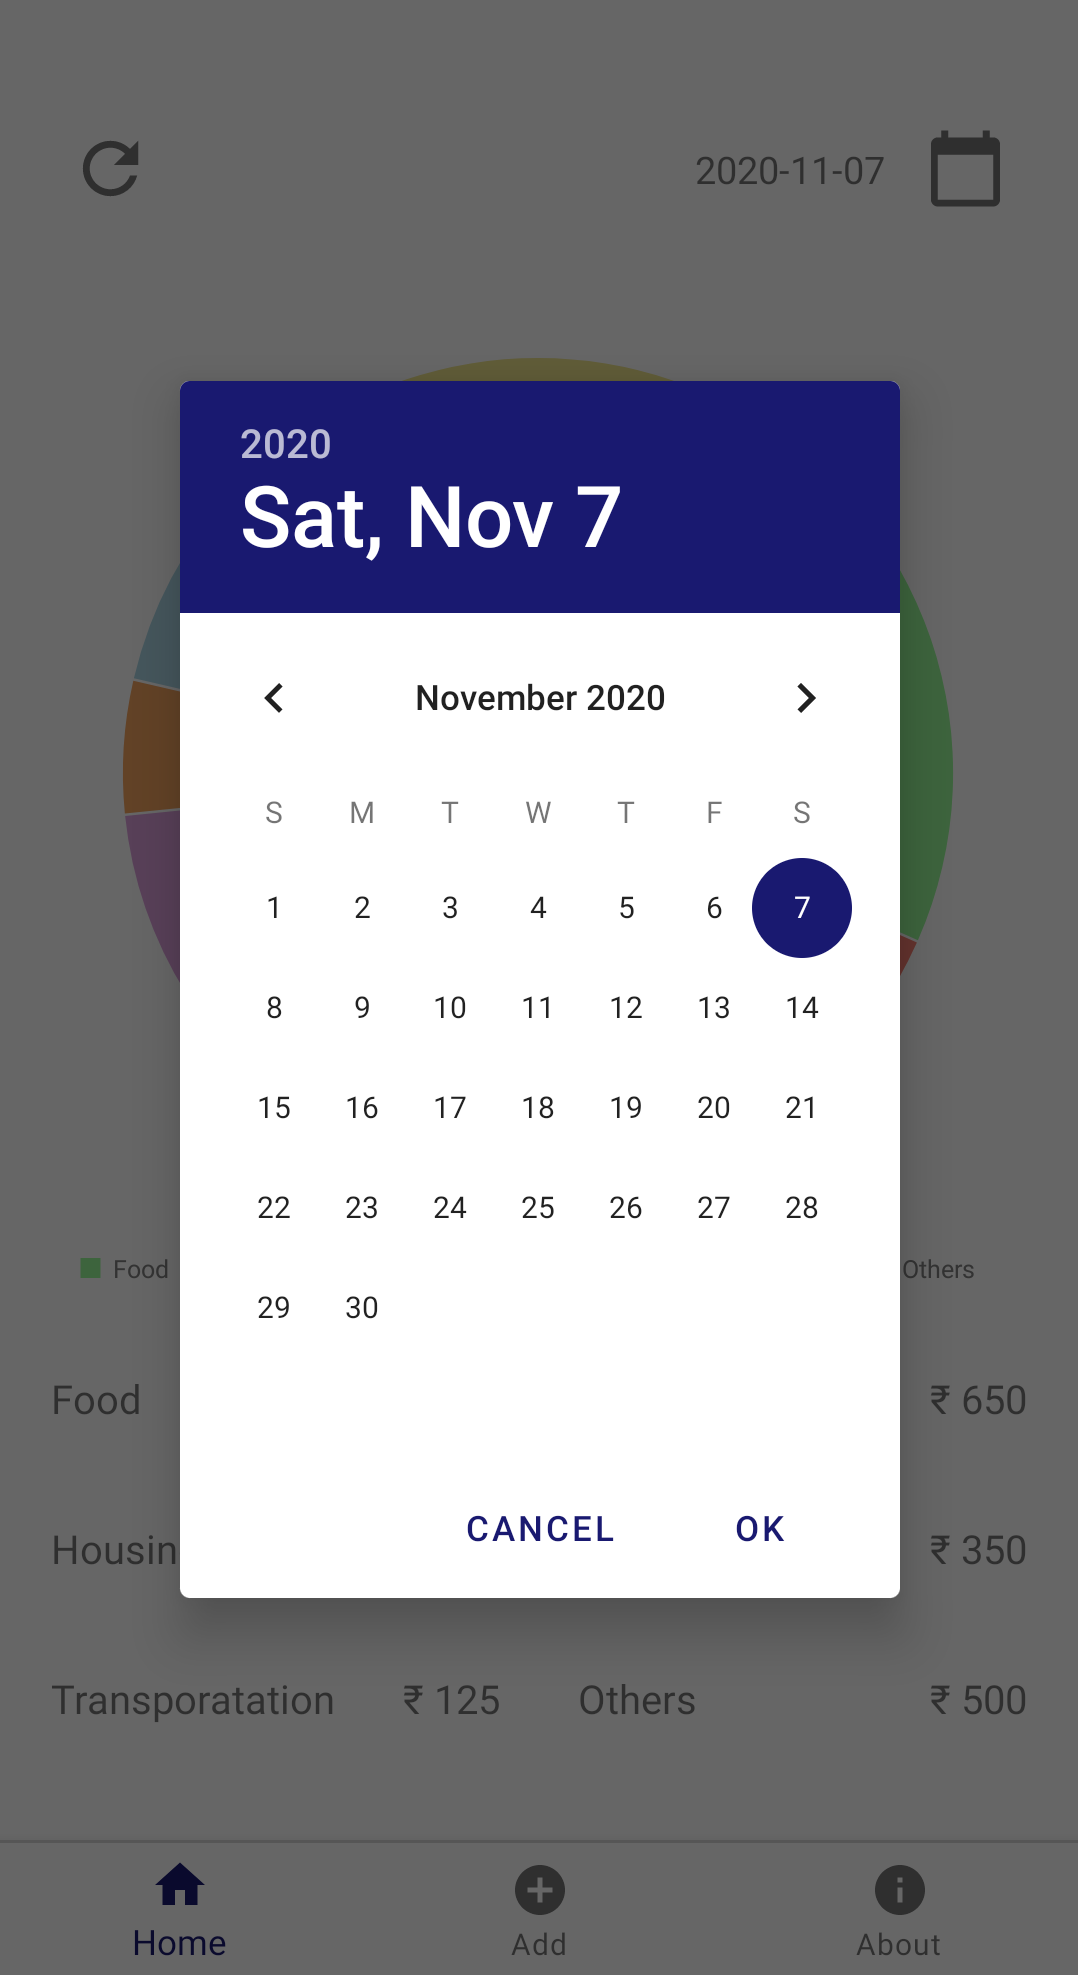 2020-11-07
2020
Sat, Nov 7
November 2020
S M T W T F S
1 2 3 4 5 6 7
8 9 10 11 12 13 14
15 16 17 18 19 20 21
22 23 24 25 26 27 28
29 30
Food Others
Food ₹ 650
Housin ₹ 350
CANCEL OK
Transporatation ₹ 125 Others ₹ 500
Home Add About